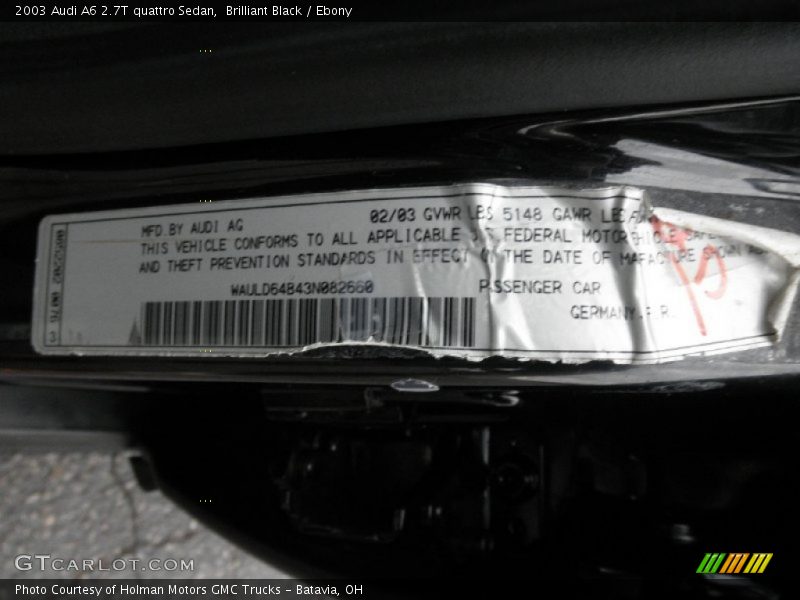 2003 Audi A6 2.7T quattro Sedan, Brilliant Black / Ebony
MFD.BY AUDI AG 02/03 GVWR LBS 5148 GAWR LBS
THIS VEHICLE CONFORMS TO ALL APPLICABLE FEDERAL MOTOR
AND THEFT PREVENTION STANDARDS IN EFFECT THE DATE OF
WAULD64B43N082660 PASSENGER CAR
GERMANY
GTCARLOT.COM
Photo Courtesy of Holman Motors GMC Trucks - Batavia, OH